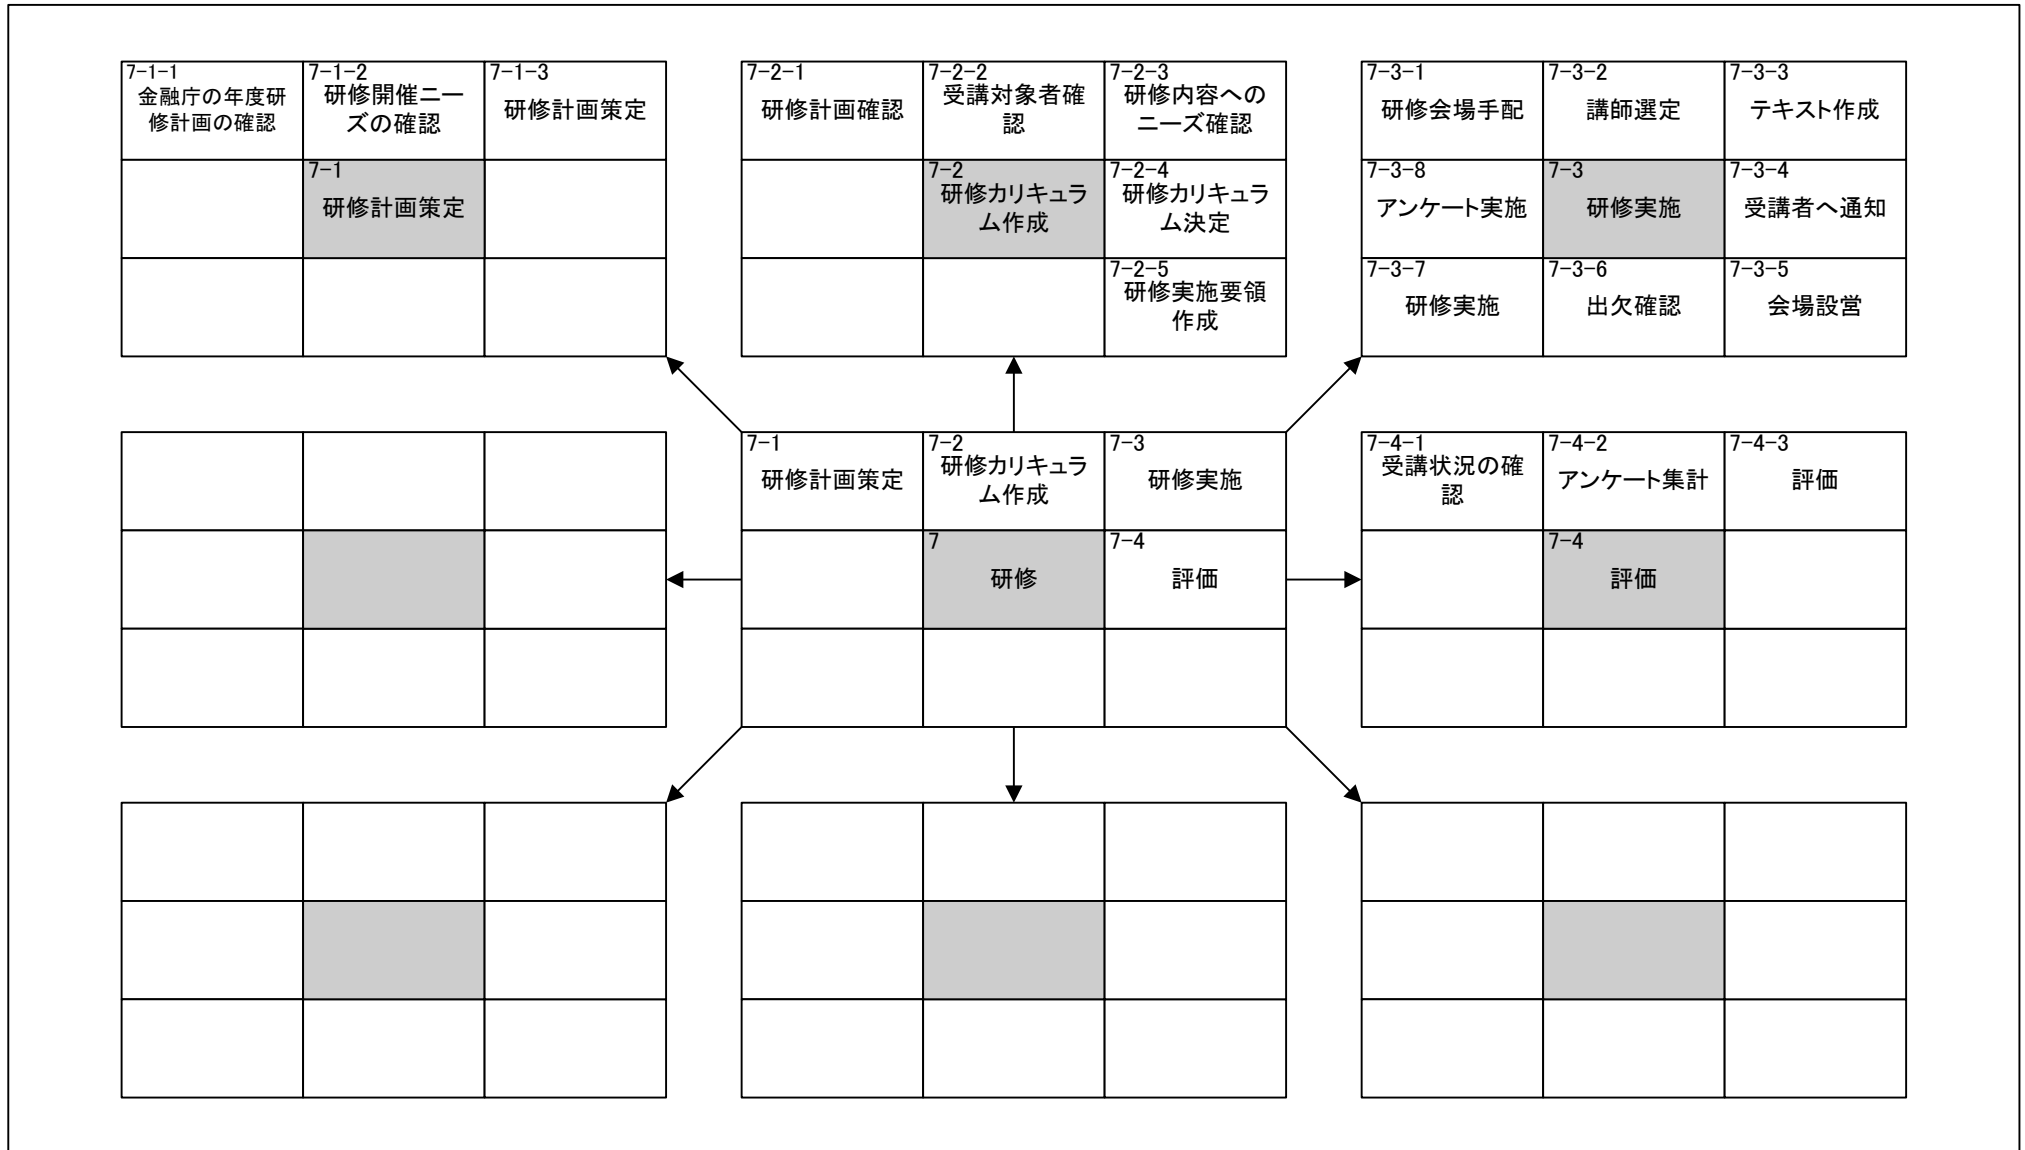 7-1-1
金融庁の年度研
修計画の確認
7-1-2
研修開催ニー
ズの確認
7-1-3
研修計画策定
7-1
研修計画策定
7-2-1
研修計画確認
7-2-2
受講対象者確
認
7-2-3
研修内容への
ニーズ確認
7-2
研修カリキュラ
ム作成
7-2-4
研修カリキュラ
ム決定
7-2-5
研修実施要領
作成
7-3-1
研修会場手配
7-3-2
講師選定
7-3-3
テキスト作成
7-3-8
アンケート実施
7-3
研修実施
7-3-4
受講者へ通知
7-3-7
研修実施
7-3-6
出欠確認
7-3-5
会場設営
7-1
研修計画策定
7-2
研修カリキュラ
ム作成
7-3
研修実施
7
研修
7-4
評価
7-4-1
受講状況の確
認
7-4-2
アンケート集計
7-4-3
評価
7-4
評価